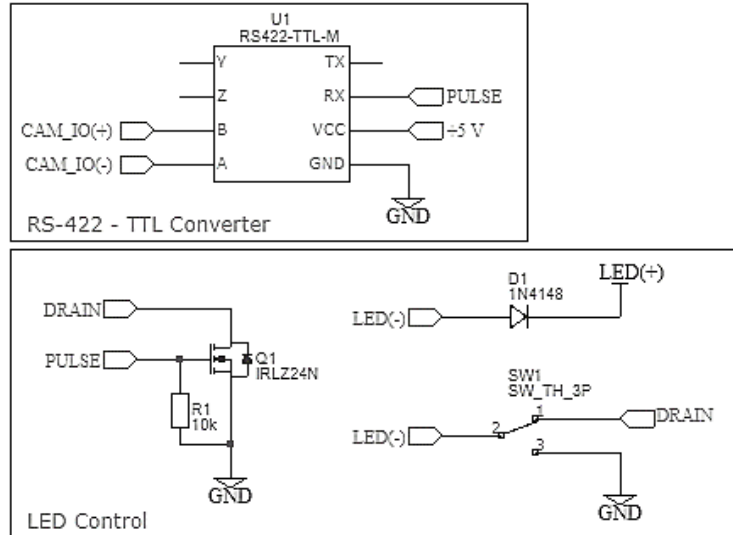 U1
RS422-TTL-M
Y TX
Z RX PULSE
CAM_IO(+) B VCC +5 V
CAM_IO(-) A GND
GND
RS-422 - TTL Converter
DRAIN
PULSE
Q1
IRLZ24N
R1
10k
GND
LED Control
LED(+)
D1
1N4148
LED(-)
SW1
SW_TH_3P
1
DRAIN
LED(-) 2
3
GND